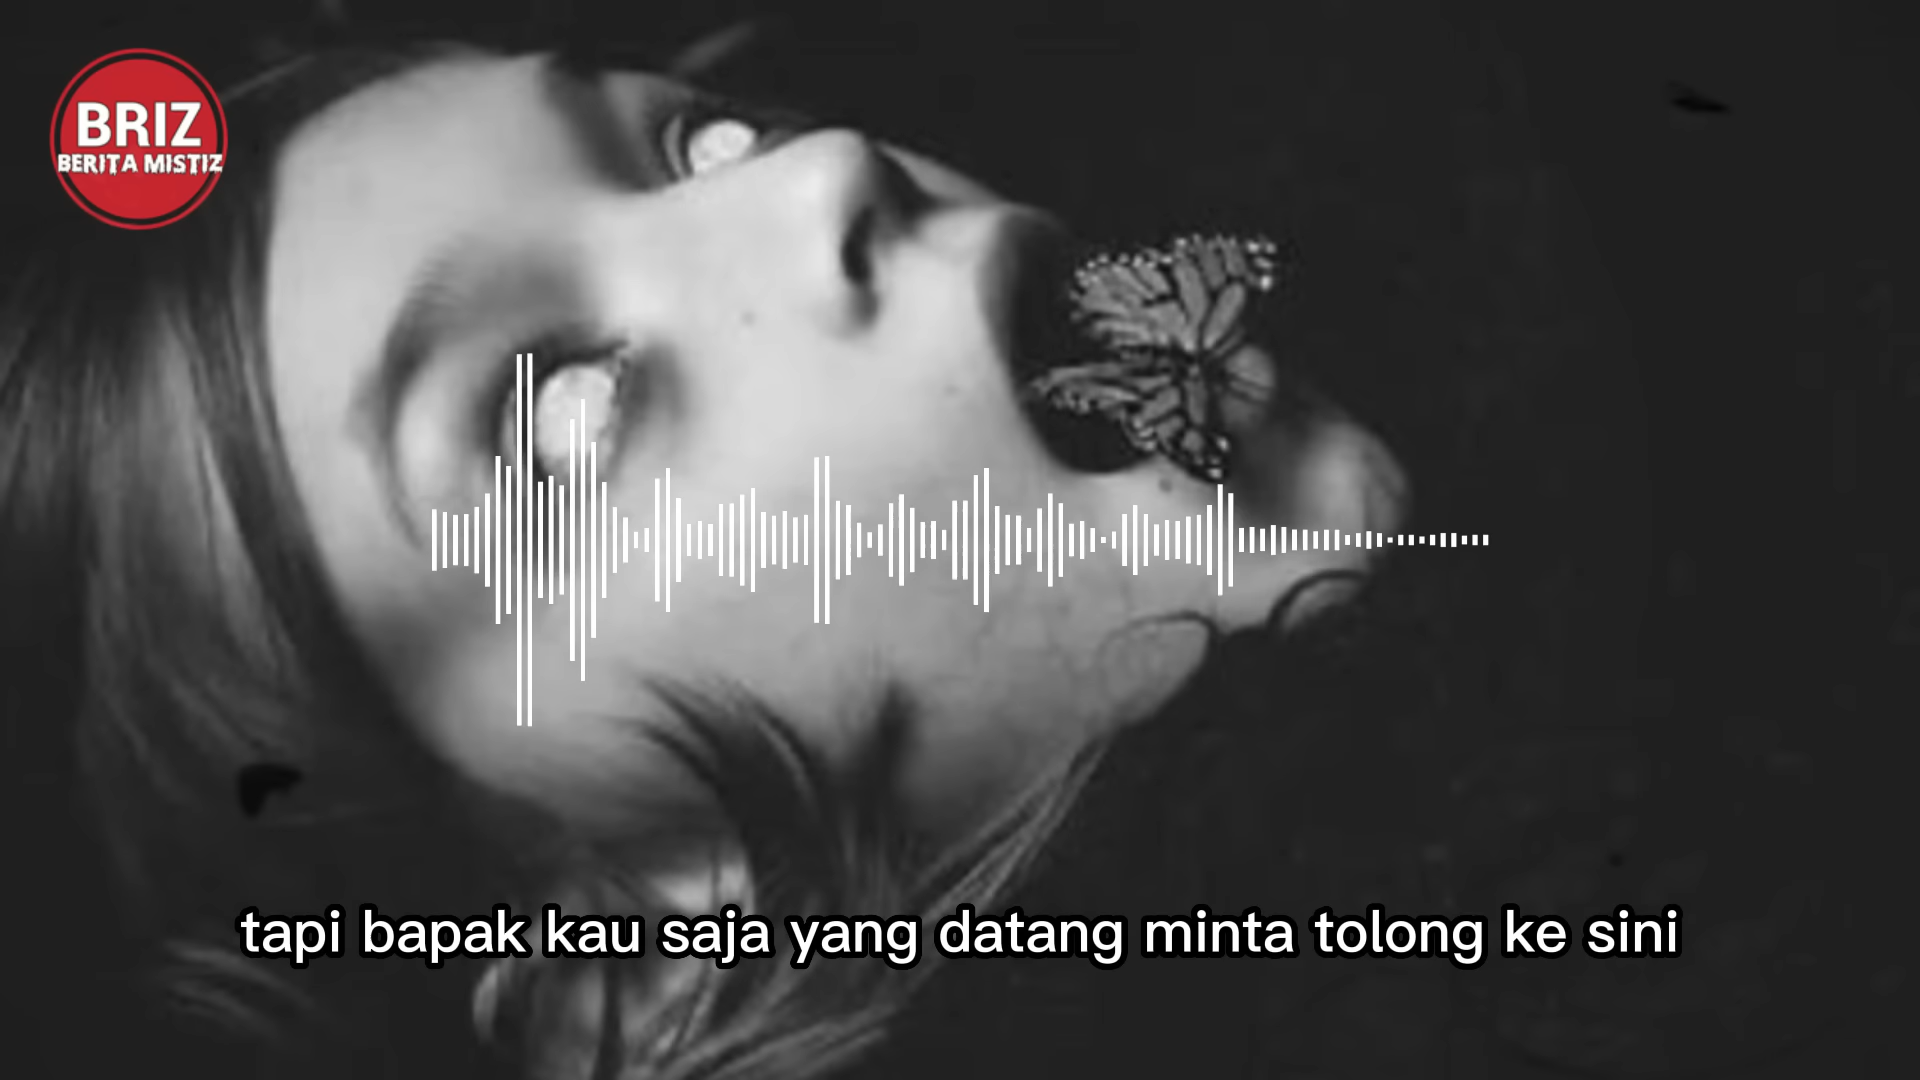 BRIZ
BERITA MISTIZ
tapi bapak kau saja yang datang minta tolong ke sini